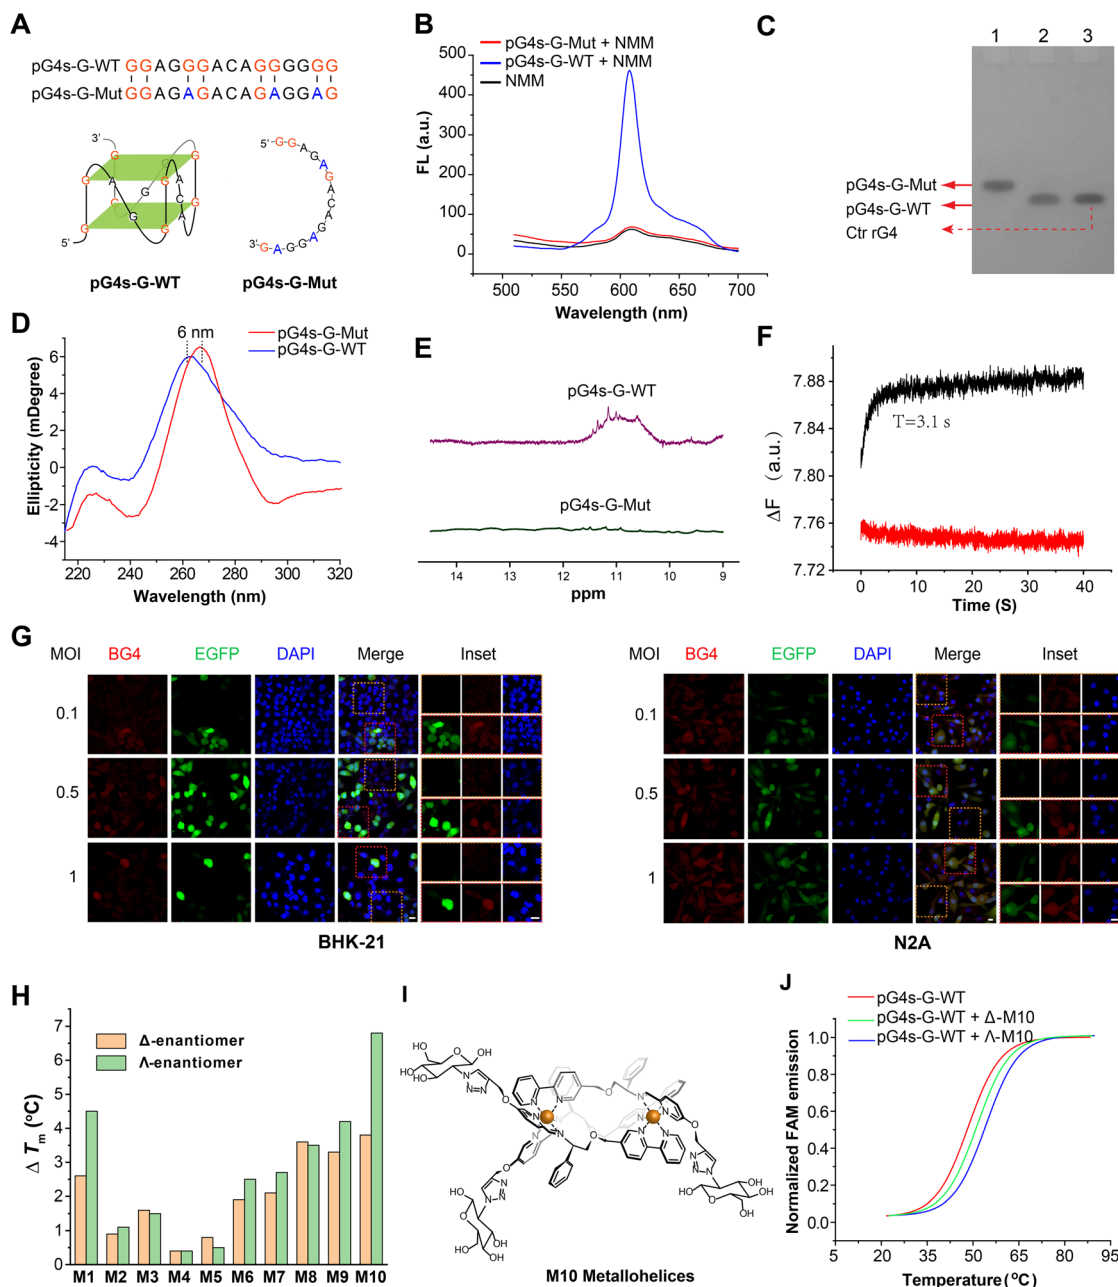 A
pG4s-G-WT GGAGGGACAGGGGGG
pG4s-G-Mut GGAGAGACAGAGGAG
3'
5'
pG4s-G-WT
5' GGAGAGACAGAGGAG 3'
pG4s-G-Mut
B
pG4s-G-Mut + NMM
pG4s-G-WT + NMM
NMM
500
400
300
200
100
0
FL (a.u.)
500 550 600 650 700
Wavelength (nm)
C
1 2 3
pG4s-G-Mut
pG4s-G-WT
Ctr rG4
D
6 nm
pG4s-G-Mut
pG4s-G-WT
6
4
2
0
-2
-4
Ellipticity (mDegree)
220 240 260 280 300 320
Wavelength (nm)
E
pG4s-G-WT
pG4s-G-Mut
14 13 12 11 10 9
ppm
F
7.88
7.84
7.80
7.76
7.72
ΔF (a.u.)
T=3.1 s
0 10 20 30 40
Time (S)
G
MOI BG4 EGFP DAPI Merge Inset
0.1
0.5
1
BHK-21
MOI BG4 EGFP DAPI Merge Inset
0.1
0.5
1
N2A
H
Δ-enantiomer
Λ-enantiomer
7
6
5
4
3
2
1
0
Δ Tm (°C)
M1 M2 M3 M4 M5 M6 M7 M8 M9 M10
I
M10 Metallohelices
J
pG4s-G-WT
pG4s-G-WT + Δ-M10
pG4s-G-WT + Λ-M10
1.0
0.8
0.6
0.4
0.2
0.0
Normalized FAM emission
15 35 55 75 95
Temperature(°C)